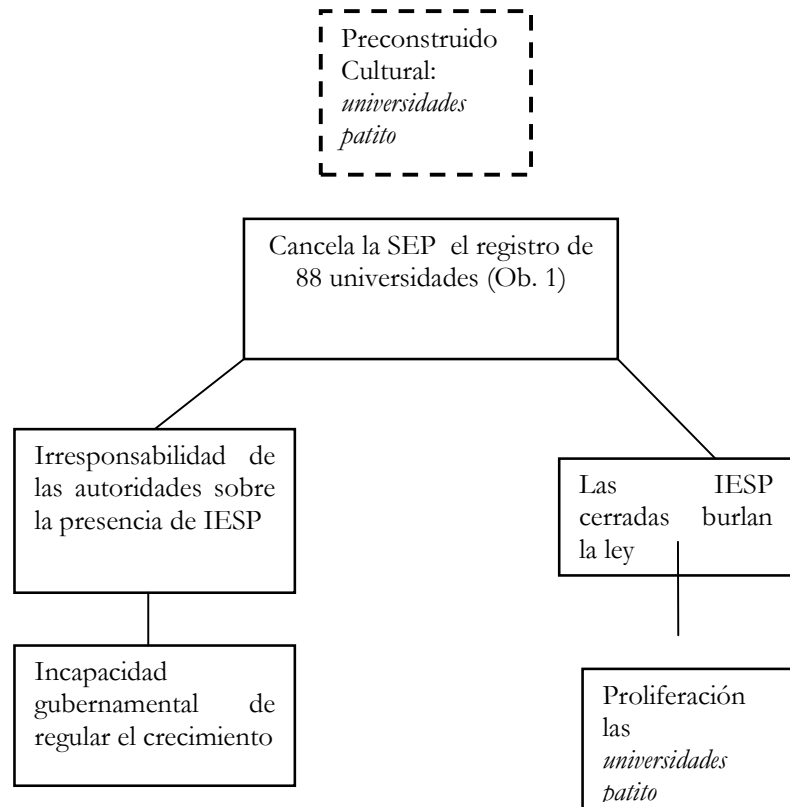 Preconstruido
Cultural:
universidades
patito
Cancela la SEP el registro de
88 universidades (Ob. 1)
Irresponsabilidad de
las autoridades sobre
la presencia de IESP
Las IESP
cerradas burlan
la ley
Incapacidad
gubernamental de
regular el crecimiento
Proliferación
las
universidades
patito